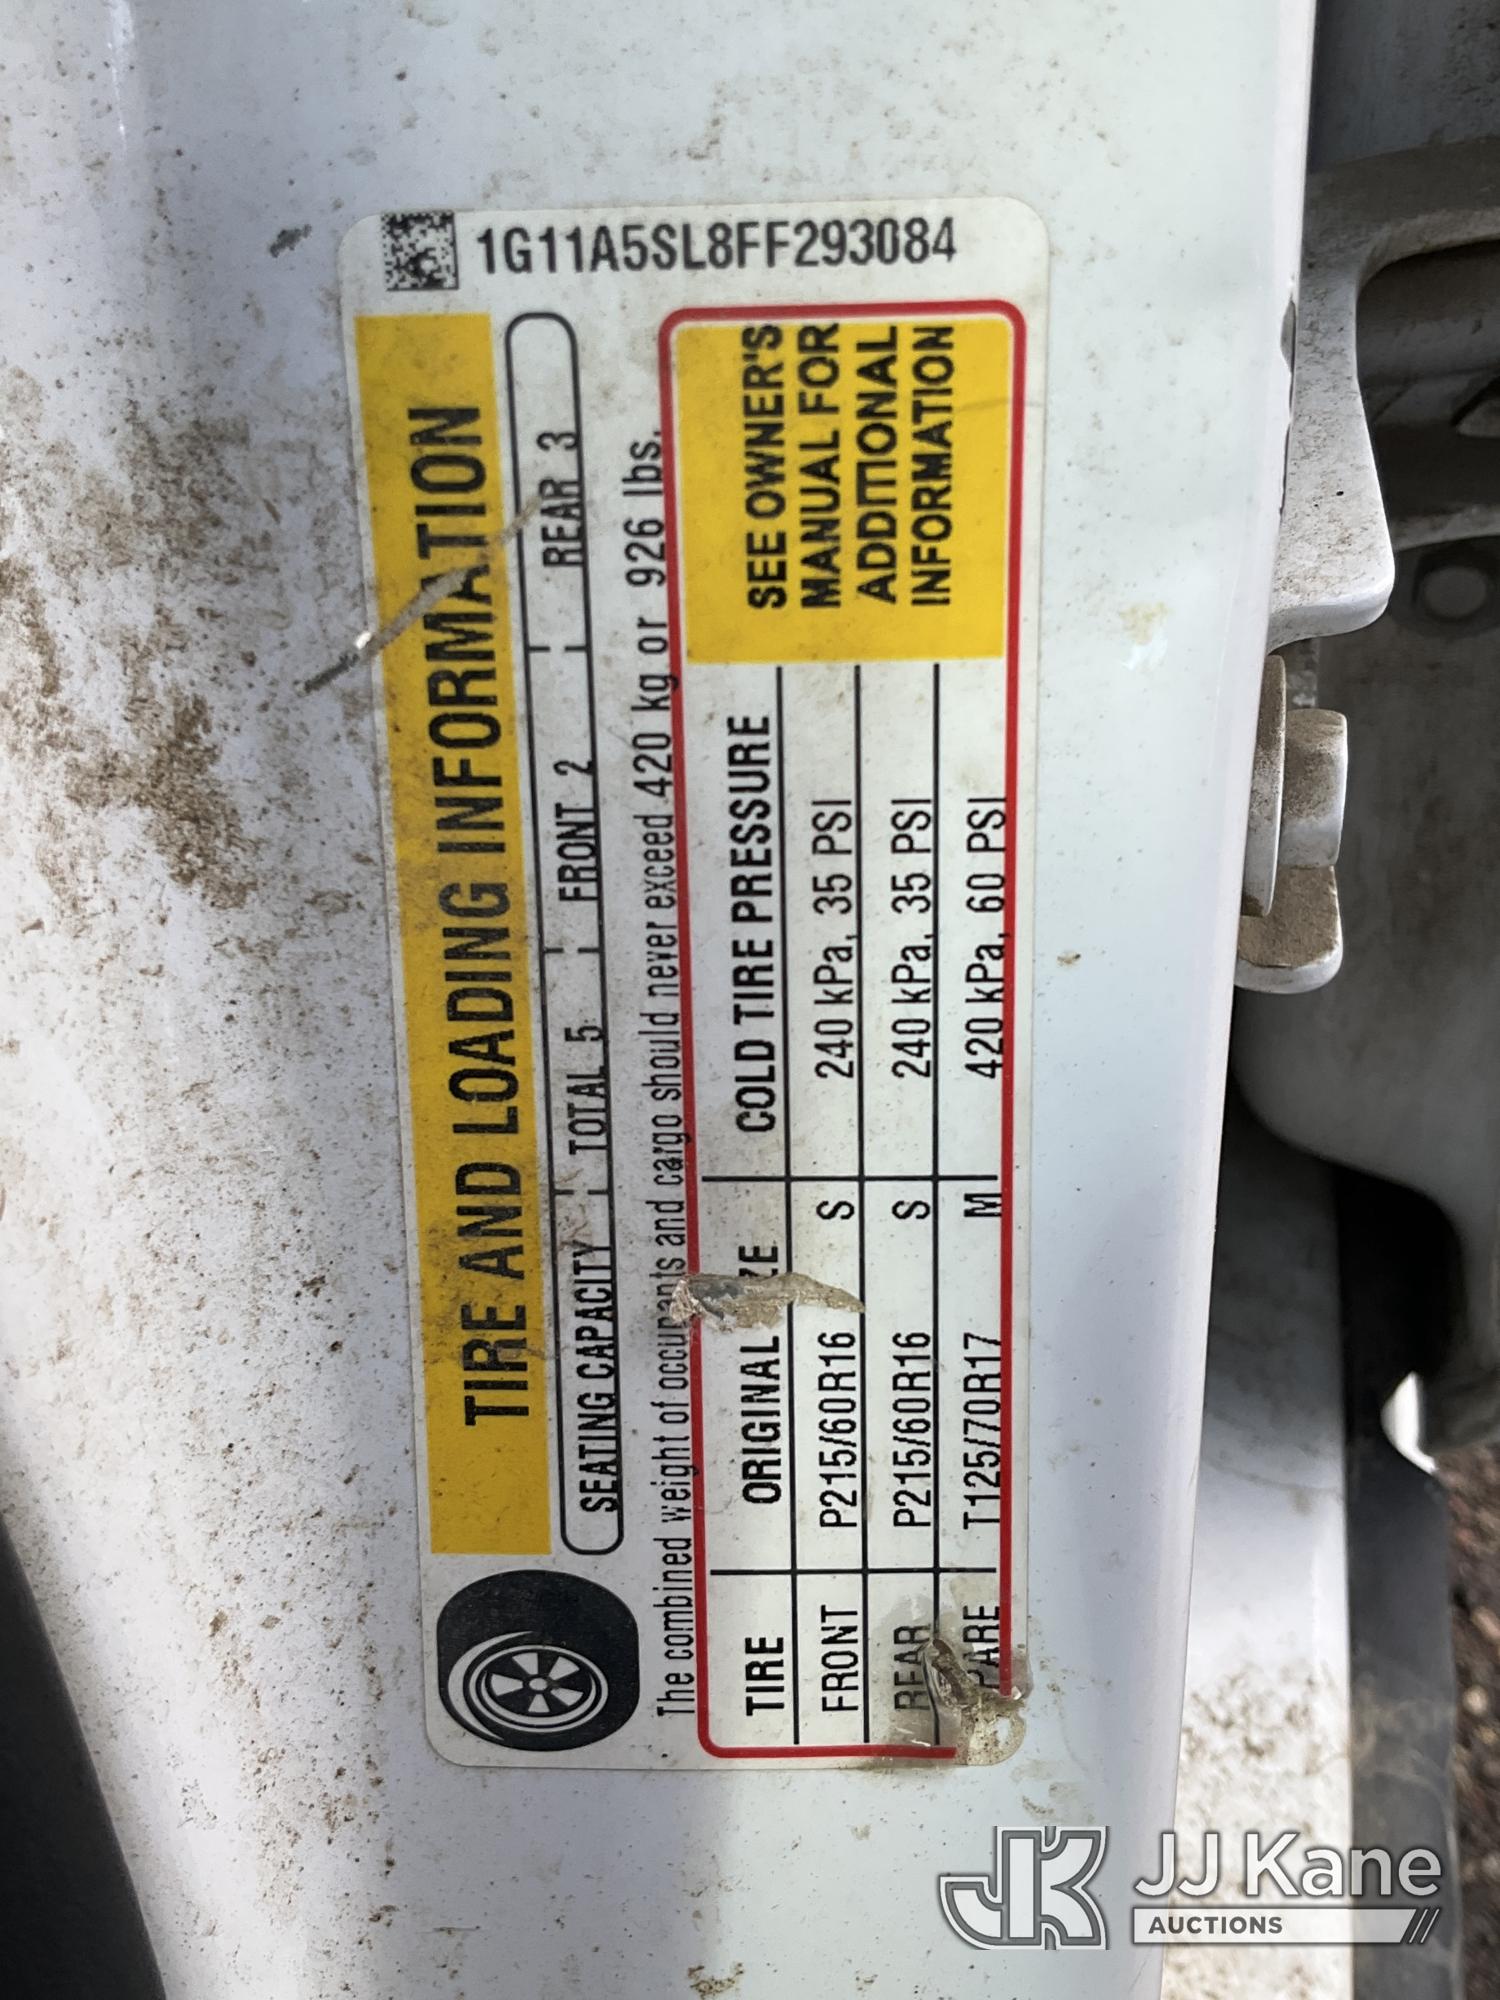 1G11A5SL8FF293084
TIRE AND LOADING INFORMATION
SEATING CAPACITY TOTAL 5 FRONT 2 REAR 3
The combined weight of occupants and cargo should never exceed 420 kg or 926 lbs.
TIRE ORIGINAL COLD TIRE PRESSURE
FRONT P215/60R16 S 240 kPa, 35 PSI
REAR P215/60R16 S 240 kPa, 35 PSI
T125/70R17 M 420 kPa, 60 PSI
SEE OWNER'S
MANUAL FOR
ADDITIONAL
INFORMATION
JK JJ Kane
AUCTIONS